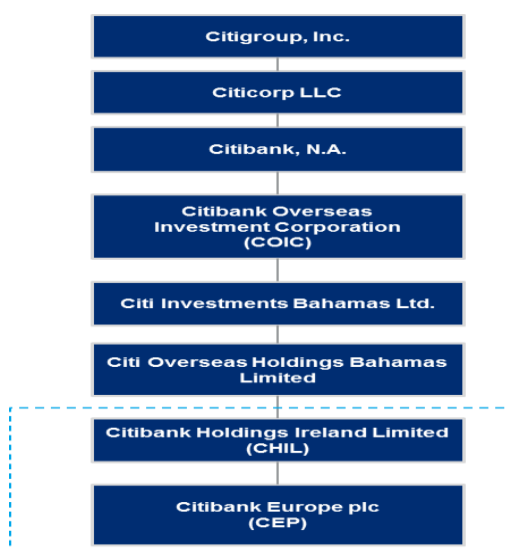 Citigroup, Inc.
Citicorp LLC
Citibank, N.A.
Citibank Overseas
Investment Corporation
(COIC)
Citi Investments Bahamas Ltd.
Citi Overseas Holdings Bahamas
Limited
Citibank Holdings Ireland Limited
(CHIL)
Citibank Europe plc
(CEP)